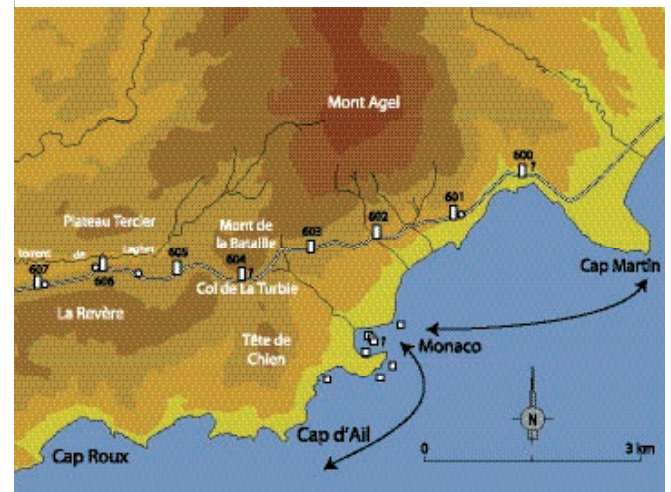 Mont Agel
600
?
601
602
Plateau Tercier
Mont de
la Bataille
603
torrent de Laghet
605
604
?
607
606
Col de La Turbie
Cap Martin
La Revère
Tête de
Chien
?
Monaco
N
Cap d'Ail
0 3 km
Cap Roux